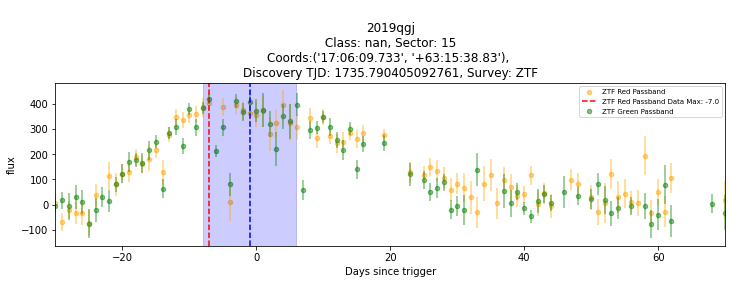 2019qgj
Class: nan, Sector: 15
Coords:('17:06:09.733', '+63:15:38.83'),
Discovery TJD: 1735.790405092761, Survey: ZTF
ZTF Red Passband
ZTF Red Passband Data Max: -7.0
ZTF Green Passband
flux
400
300
200
100
0
−100
−20
0
20
40
60
Days since trigger